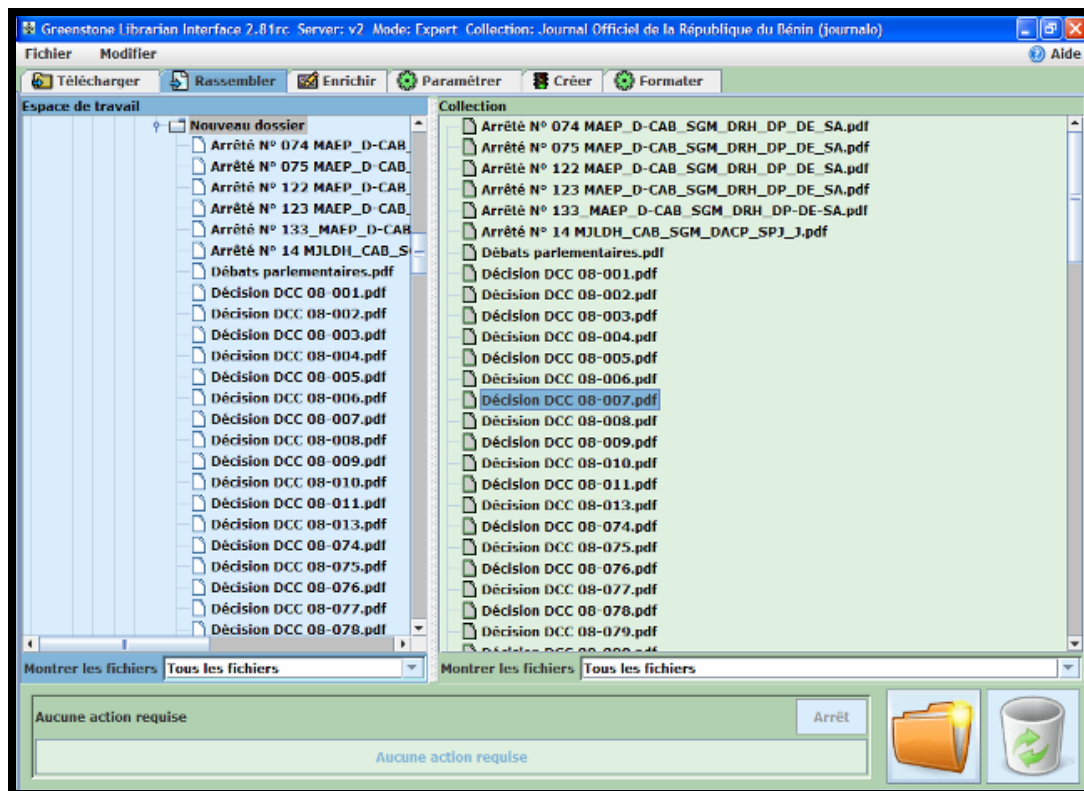 Greenstone Librarian Interface 2.81rc Server: v2 Mode: Expert Collection: Journal Officiel de la République du Bénin (journalo)
Fichier Modifier Aide
Télécharger Rassembler Enrichir Paramétrer Créer Formater
Espace de travail
Nouveau dossier
Arrêté Nº 074 MAEP_D-CAB_
Arrêté Nº 075 MAEP_D-CAB_
Arrêté Nº 122 MAEP_D-CAB_
Arrêté Nº 123 MAEP_D-CAB_
Arrêté Nº 133_MAEP_D-CAB
Arrêté Nº 14 MJLDH_CAB_S
Débats parlementaires.pdf
Décision DCC 08-001.pdf
Décision DCC 08-002.pdf
Décision DCC 08-003.pdf
Décision DCC 08-004.pdf
Décision DCC 08-005.pdf
Décision DCC 08-006.pdf
Décision DCC 08-007.pdf
Décision DCC 08-008.pdf
Décision DCC 08-009.pdf
Décision DCC 08-010.pdf
Décision DCC 08-011.pdf
Décision DCC 08-013.pdf
Décision DCC 08-074.pdf
Décision DCC 08-075.pdf
Décision DCC 08-076.pdf
Décision DCC 08-077.pdf
Décision DCC 08-078.pdf
Montrer les fichiers Tous les fichiers
Collection
Arrêté Nº 074 MAEP_D-CAB_SGM_DRH_DP_DE_SA.pdf
Arrêté Nº 075 MAEP_D-CAB_SGM_DRH_DP_DE_SA.pdf
Arrêté Nº 122 MAEP_D-CAB_SGM_DRH_DP_DE_SA.pdf
Arrêté Nº 123 MAEP_D-CAB_SGM_DRH_DP_DE_SA.pdf
Arrêté Nº 133_MAEP_D-CAB_SGM_DRH_DP-DE-SA.pdf
Arrêté Nº 14 MJLDH_CAB_SGM_DACP_SPJ_J.pdf
Débats parlementaires.pdf
Décision DCC 08-001.pdf
Décision DCC 08-002.pdf
Décision DCC 08-003.pdf
Décision DCC 08-004.pdf
Décision DCC 08-005.pdf
Décision DCC 08-006.pdf
Décision DCC 08-007.pdf
Décision DCC 08-008.pdf
Décision DCC 08-009.pdf
Décision DCC 08-010.pdf
Décision DCC 08-011.pdf
Décision DCC 08-013.pdf
Décision DCC 08-074.pdf
Décision DCC 08-075.pdf
Décision DCC 08-076.pdf
Décision DCC 08-077.pdf
Décision DCC 08-078.pdf
Décision DCC 08-079.pdf
Montrer les fichiers Tous les fichiers
Aucune action requise
Arrêt
Aucune action requise